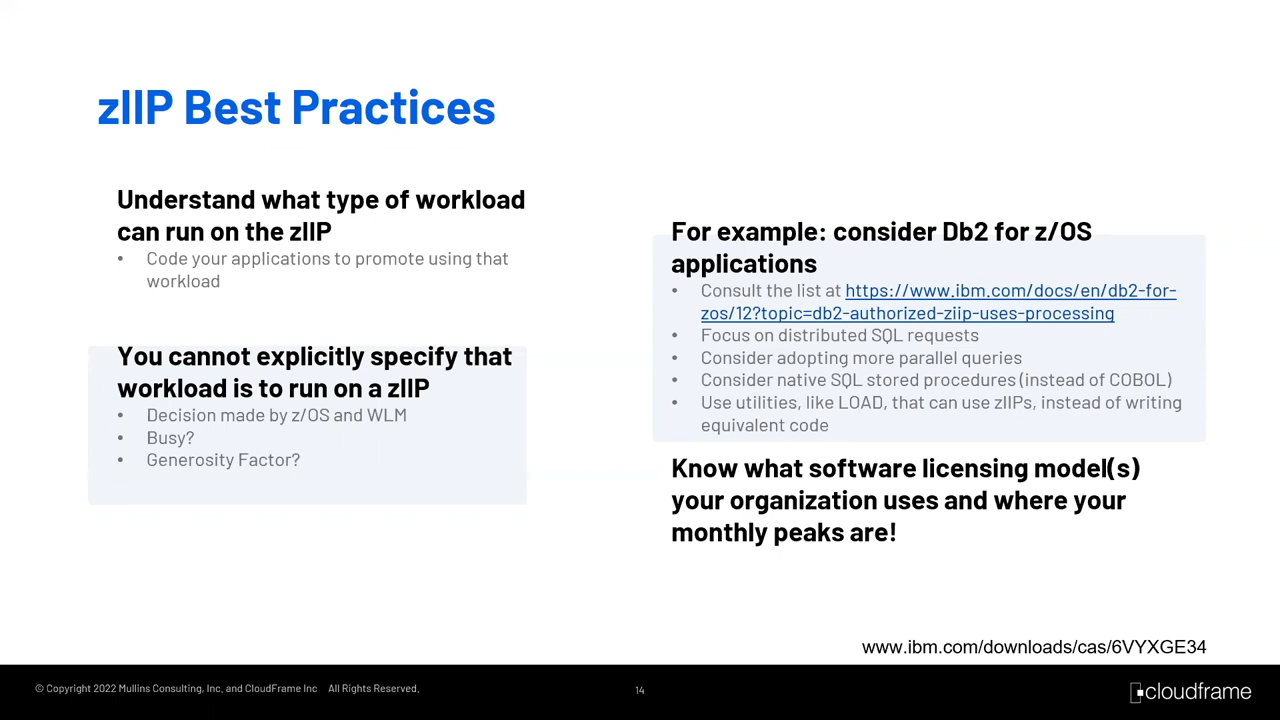 zIIP Best Practices
Understand what type of workload
can run on the zIIP
• Code your applications to promote using that
workload
You cannot explicitly specify that
workload is to run on a zIIP
• Decision made by z/OS and WLM
• Busy?
• Generosity Factor?
For example: consider Db2 for z/OS
applications
• Consult the list at https://www.ibm.com/docs/en/db2-for-
zos/12?topic=db2-authorized-ziip-uses-processing
• Focus on distributed SQL requests
• Consider adopting more parallel queries
• Consider native SQL stored procedures (instead of COBOL)
• Use utilities, like LOAD, that can use zIIPs, instead of writing
equivalent code
Know what software licensing model(s)
your organization uses and where your
monthly peaks are!
www.ibm.com/downloads/cas/6VYXGE34
© Copyright 2022 Mullins Consulting, Inc. and CloudFrame Inc All Rights Reserved.
14
cloudframe